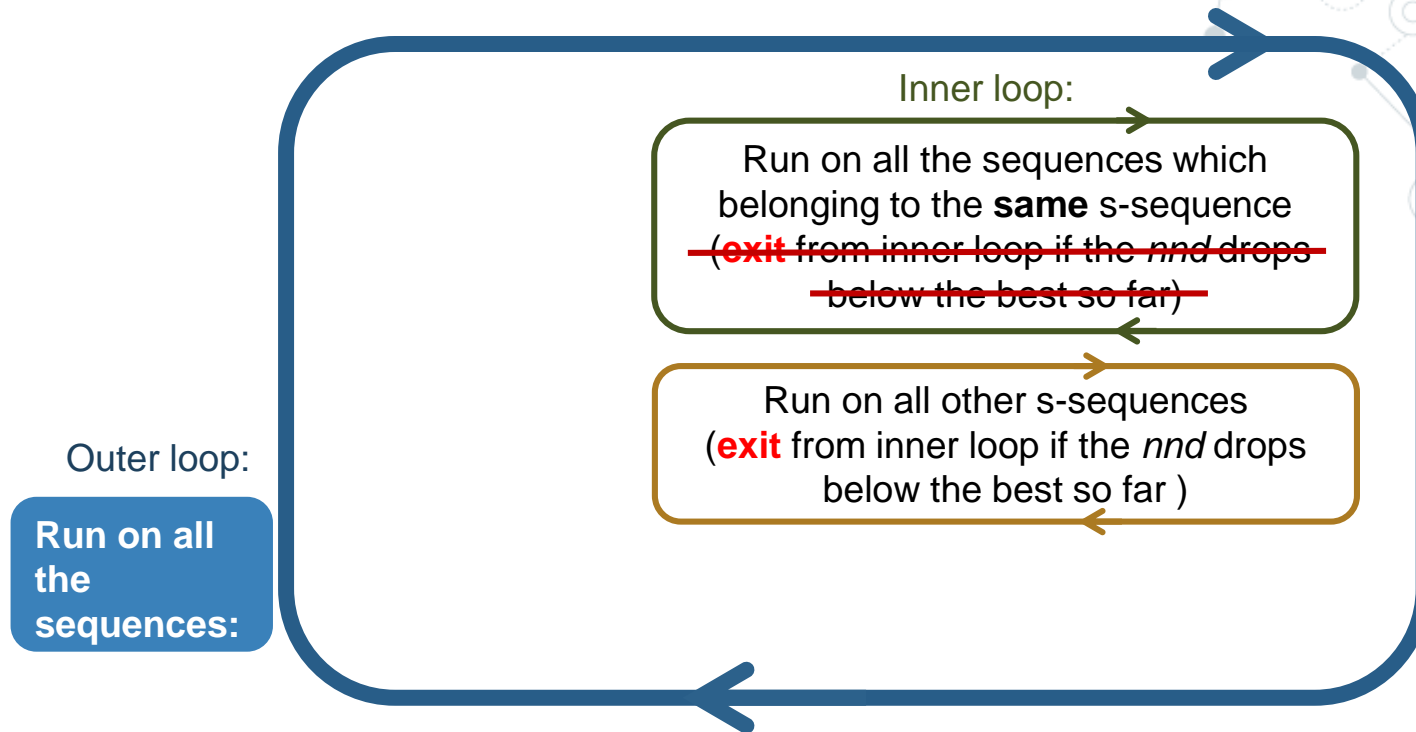 Inner loop:
Run on all the sequences which
belonging to the same s-sequence
(exit from inner loop if the nnd drops
below the best so far)
Run on all other s-sequences
(exit from inner loop if the nnd drops
below the best so far )
Outer loop:
Run on all
the
sequences: